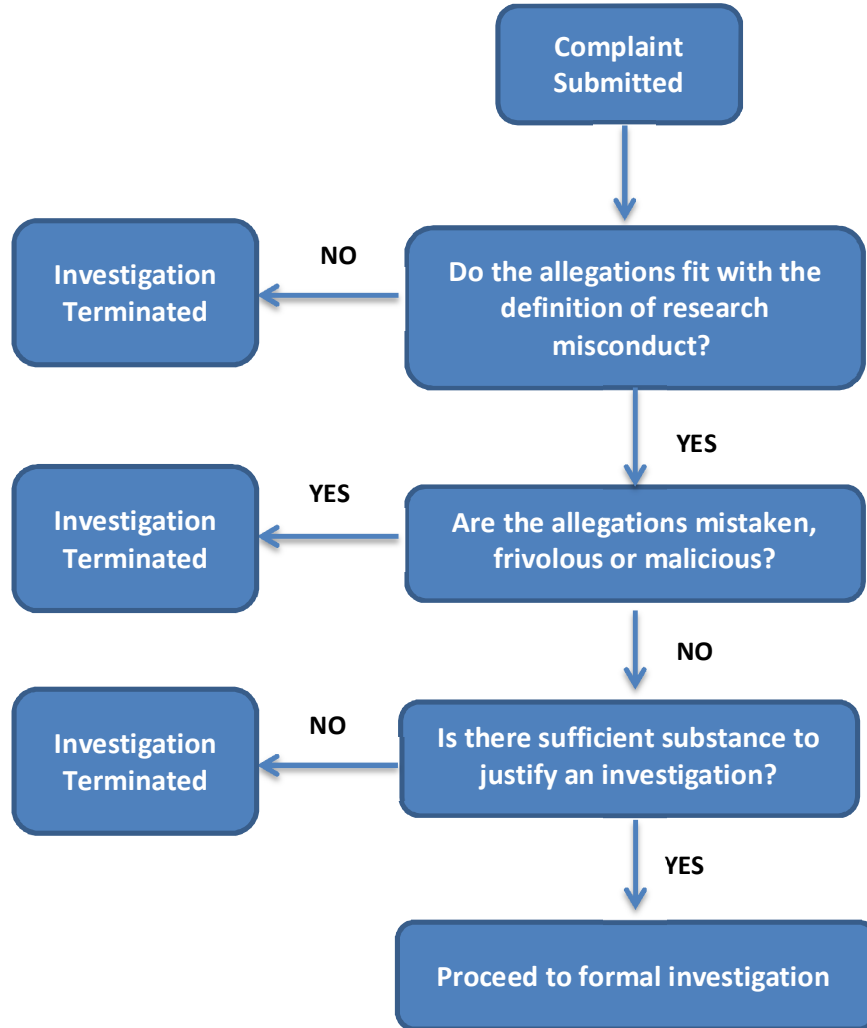 Complaint
Submitted
NO
Investigation
Terminated
Do the allegations fit with the
definition of research
misconduct?
YES
YES
Investigation
Terminated
Are the allegations mistaken,
frivolous or malicious?
NO
NO
Investigation
Terminated
Is there sufficient substance to
justify an investigation?
YES
Proceed to formal investigation